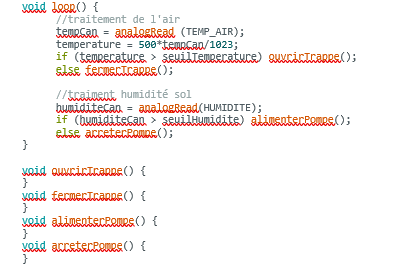 void loop() {
//traitement de l'air
tempCan = analogRead (TEMP_AIR);
temperature = 500*tempCan/1023;
if (temperature > seuilTemperature) ouvrirTrappe();
else fermerTrappe();
//traiment humidité sol
humiditeCan = analogRead(HUMIDITE);
if (humiditeCan > seuilHumidite) alimenterPompe();
else arreterPompe();
}
void ouvrirTrappe() {
}
void fermerTrappe() {
}
void alimenterPompe() {
}
void arreterPompe() {
}